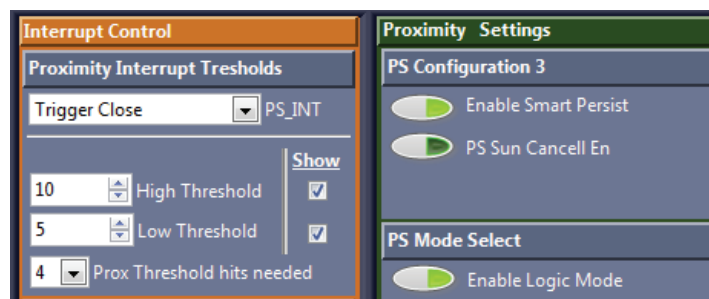 Interrupt Control
Proximity Interrupt Tresholds
Trigger Close PS_INT
Show
10 High Threshold
5 Low Threshold
4 Prox Threshold hits needed
Proximity Settings
PS Configuration 3
Enable Smart Persist
PS Sun Cancell En
PS Mode Select
Enable Logic Mode